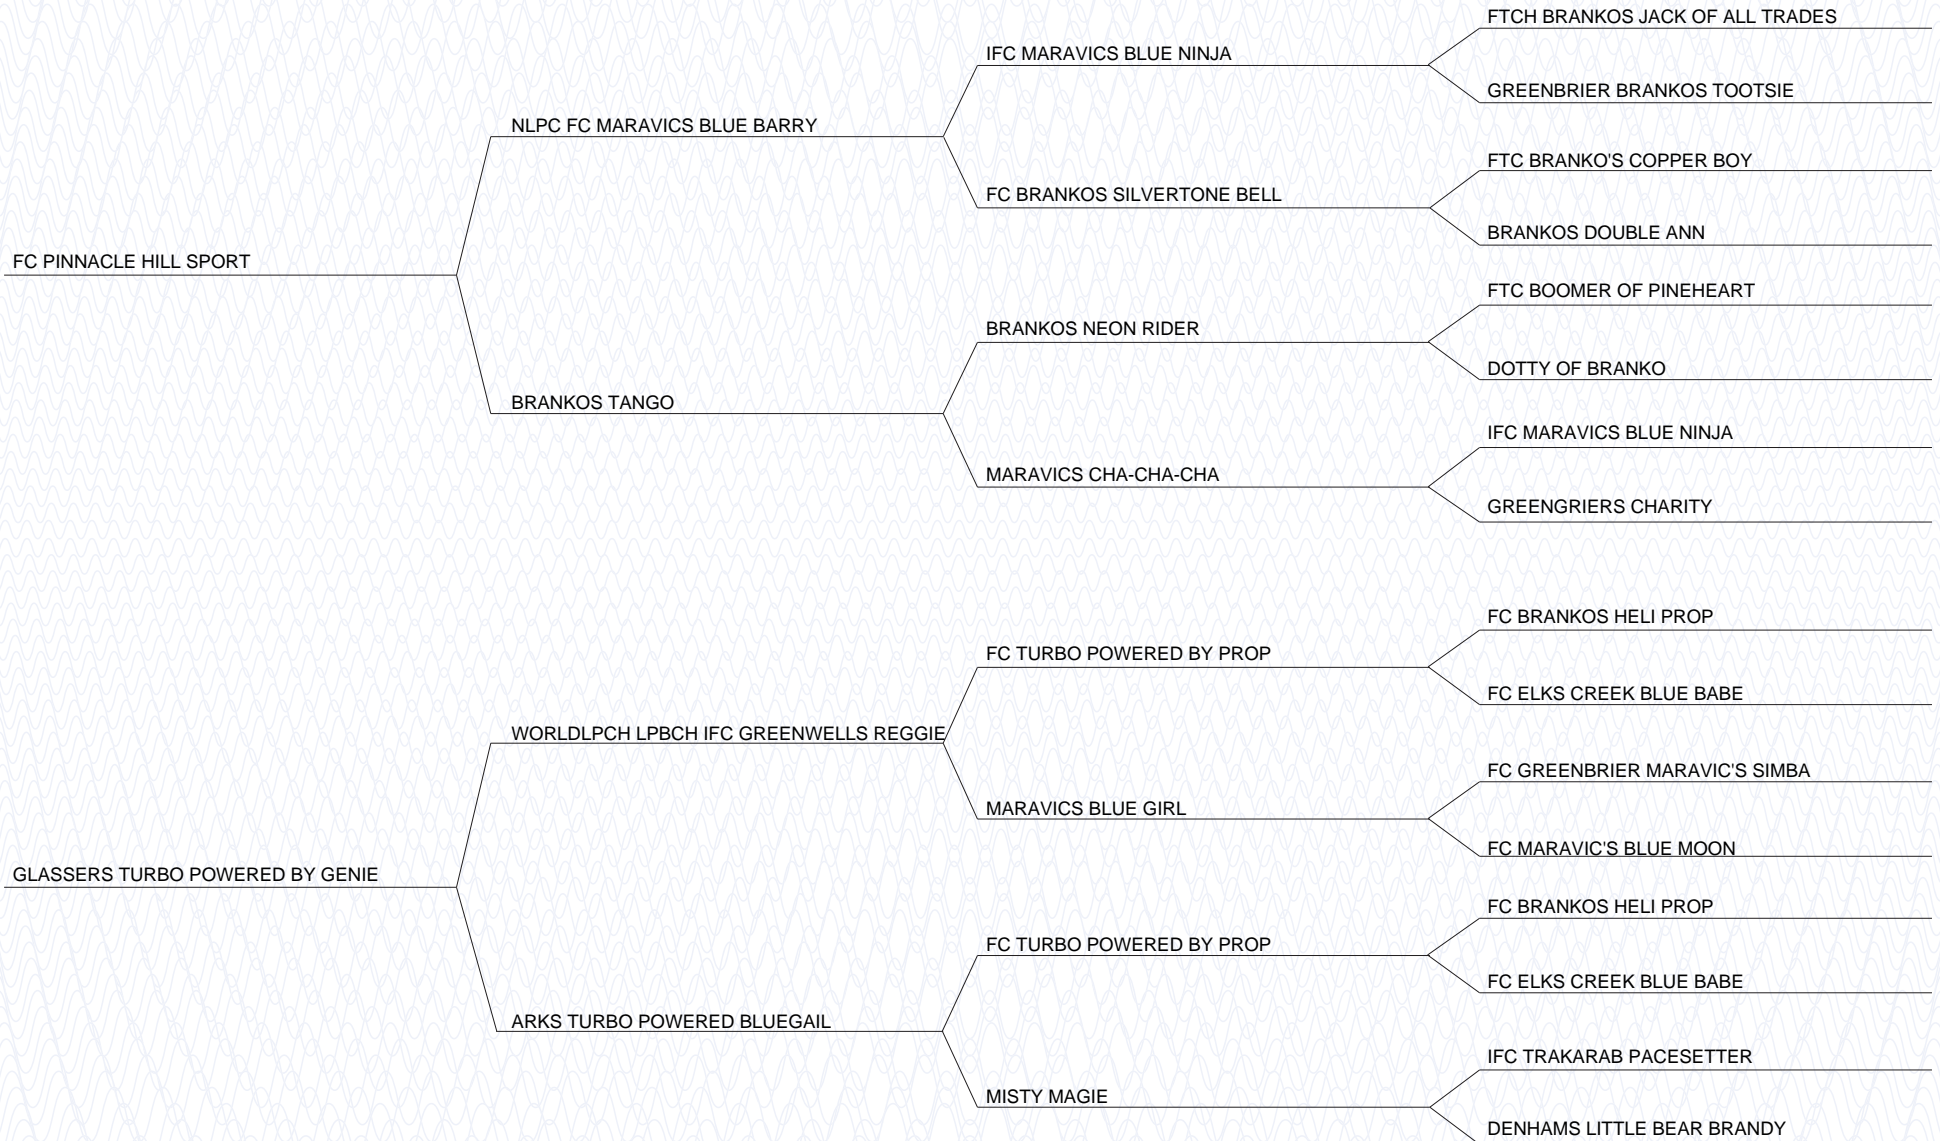 FTCH BRANKOS JACK OF ALL TRADES
IFC MARAVICS BLUE NINJA
GREENBRIER BRANKOS TOOTSIE
NLPC FC MARAVICS BLUE BARRY
FTC BRANKO'S COPPER BOY
FC BRANKOS SILVERTONE BELL
BRANKOS DOUBLE ANN
FC PINNACLE HILL SPORT
FTC BOOMER OF PINEHEART
BRANKOS NEON RIDER
DOTTY OF BRANKO
BRANKOS TANGO
IFC MARAVICS BLUE NINJA
MARAVICS CHA-CHA-CHA
GREENGRIERS CHARITY
FC BRANKOS HELI PROP
FC TURBO POWERED BY PROP
FC ELKS CREEK BLUE BABE
WORLDLPCH LPBCH IFC GREENWELLS REGGIE
FC GREENBRIER MARAVIC'S SIMBA
MARAVICS BLUE GIRL
FC MARAVIC'S BLUE MOON
GLASSERS TURBO POWERED BY GENIE
FC BRANKOS HELI PROP
FC TURBO POWERED BY PROP
FC ELKS CREEK BLUE BABE
ARKS TURBO POWERED BLUEGAIL
IFC TRAKARAB PACESETTER
MISTY MAGIE
DENHAMS LITTLE BEAR BRANDY